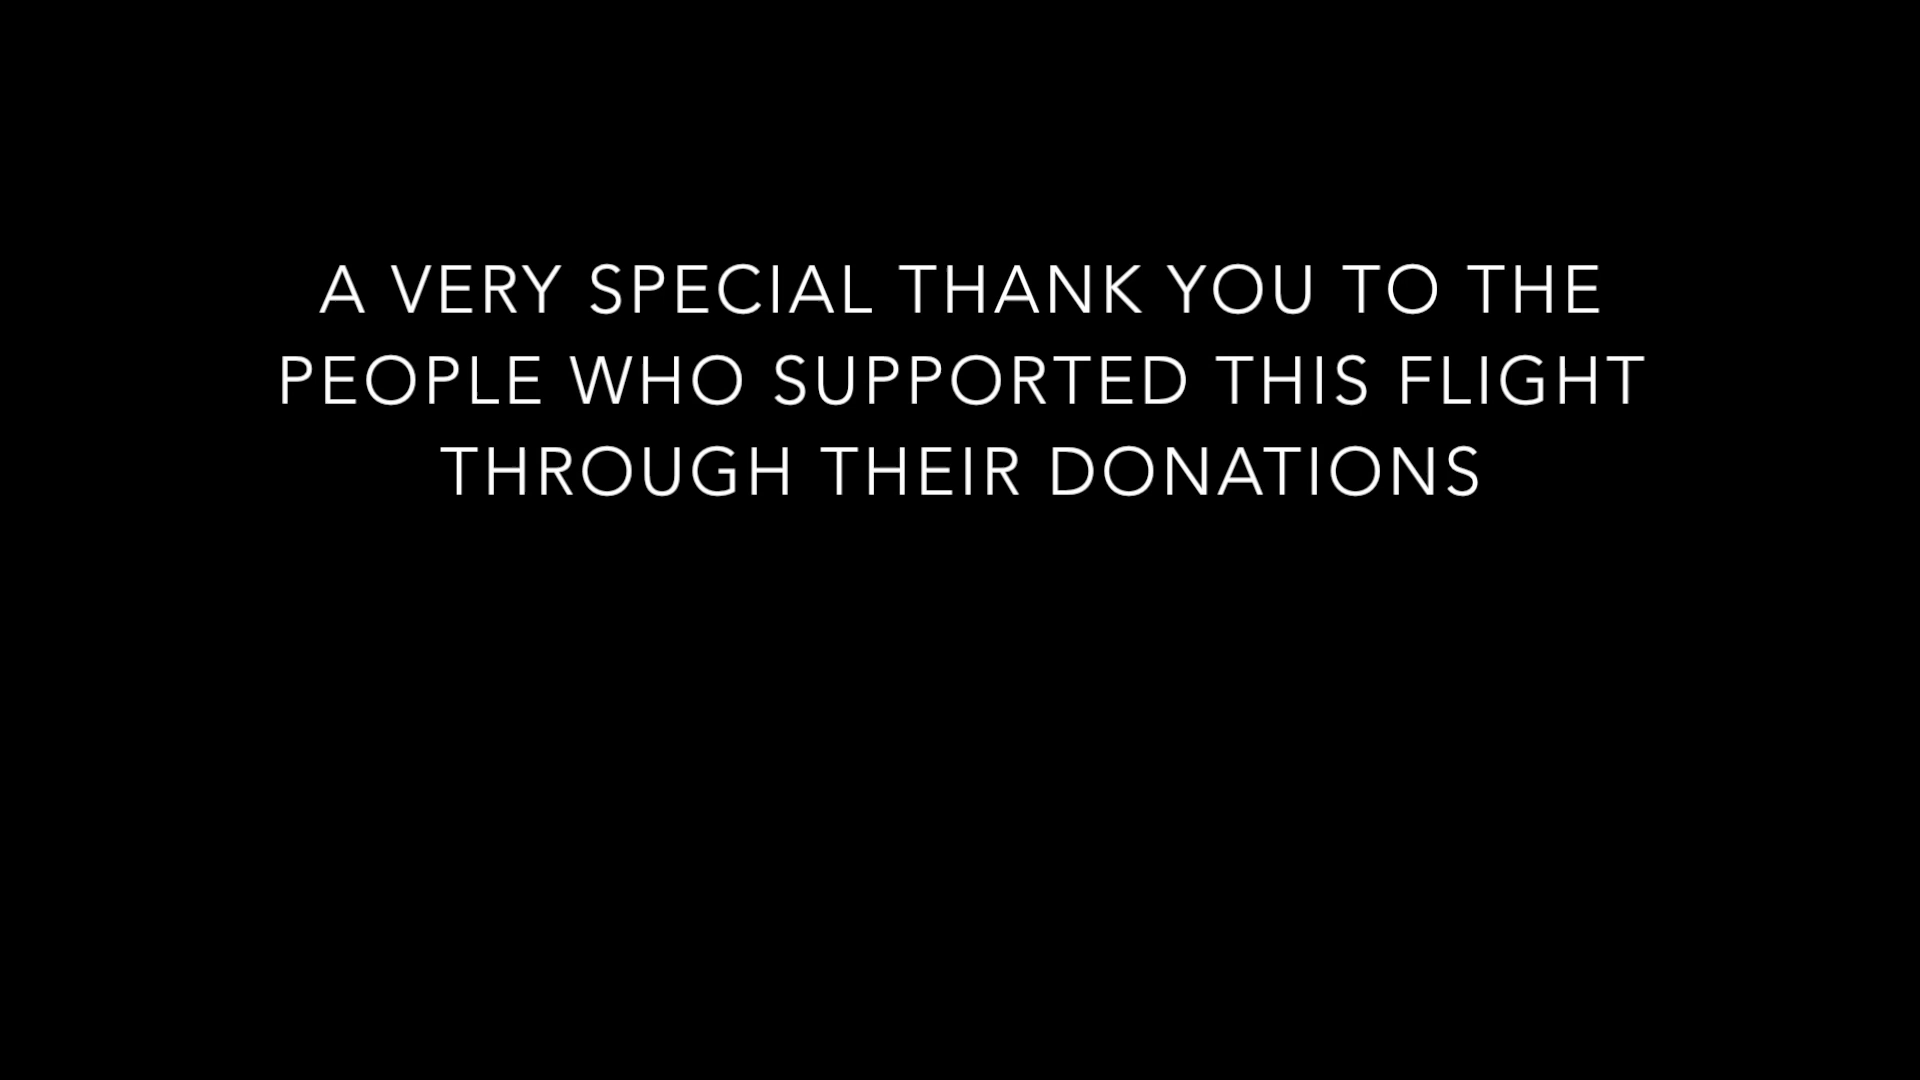 A VERY SPECIAL THANK YOU TO THE
PEOPLE WHO SUPPORTED THIS FLIGHT
THROUGH THEIR DONATIONS